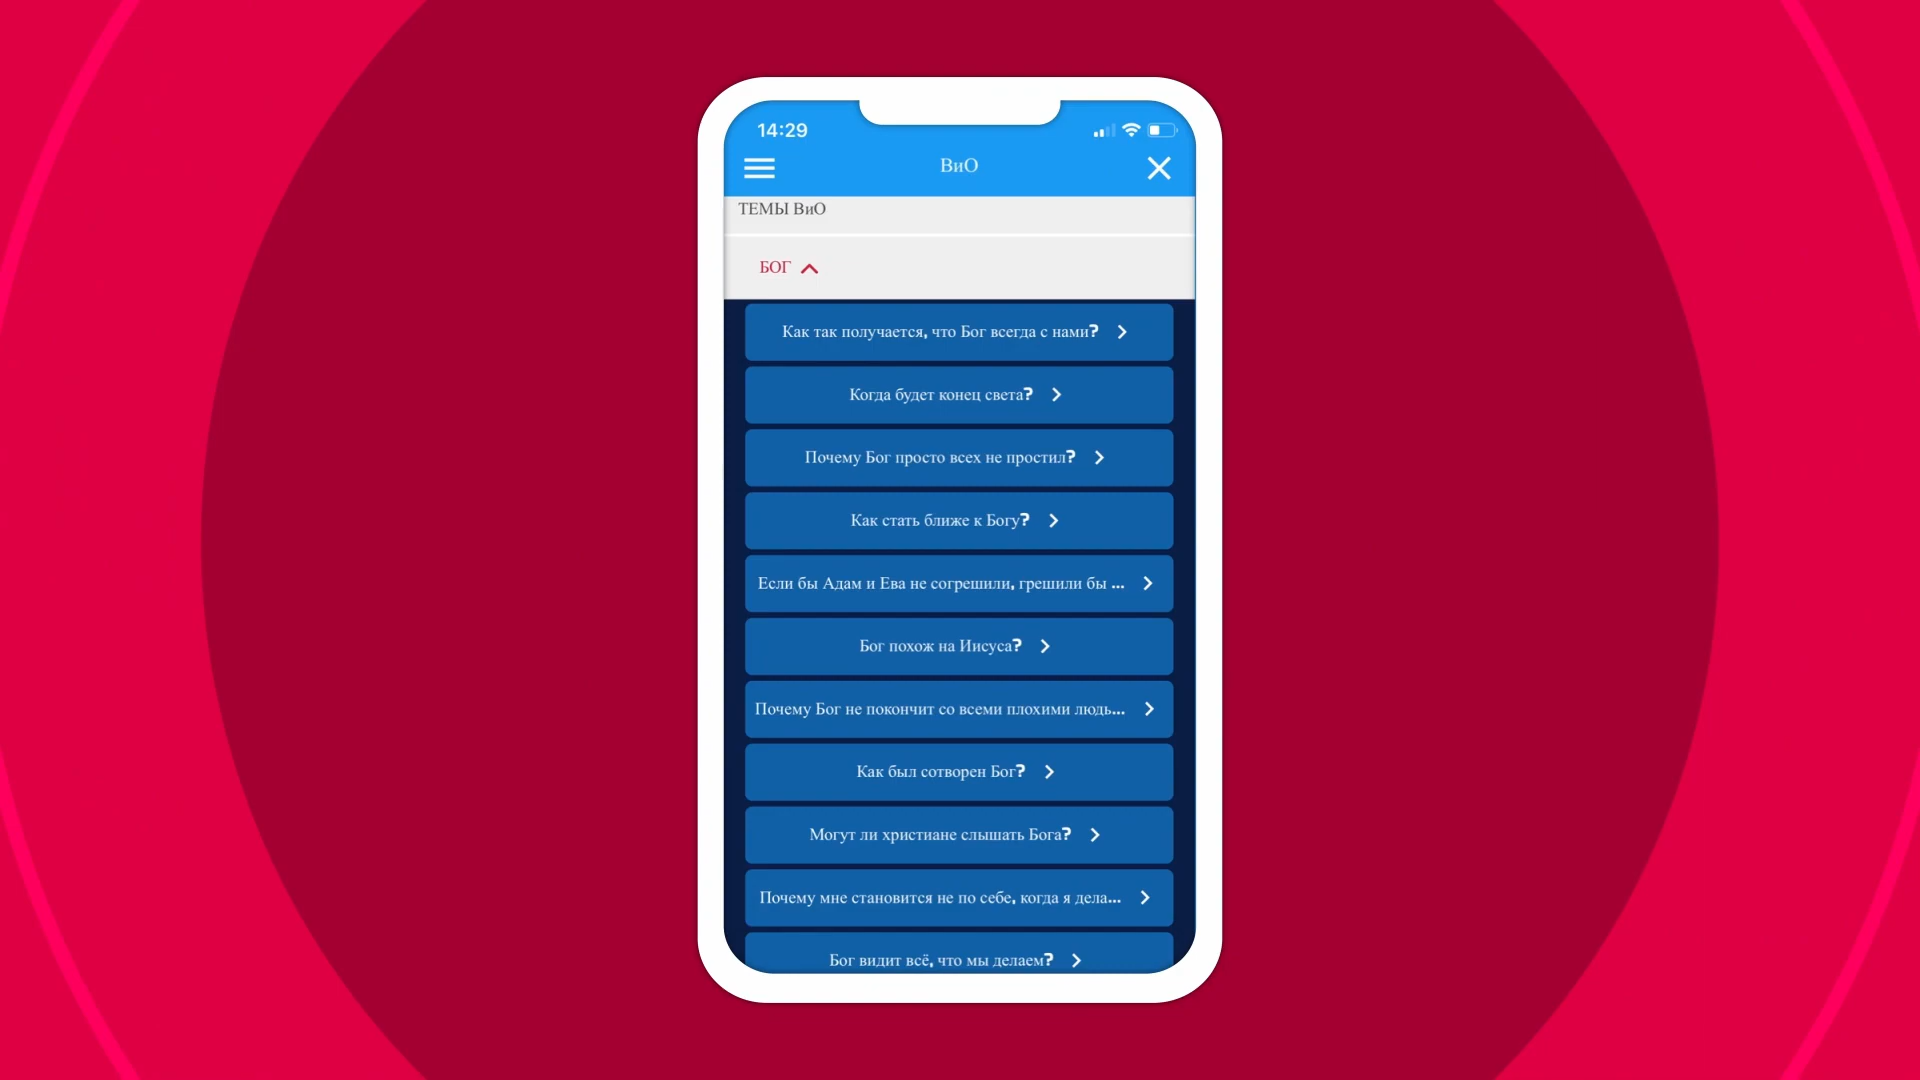 14:29
ВиО
ТЕМЫ ВиО
БОГ
Как так получается, что Бог всегда с нами?
Когда будет конец света?
Почему Бог просто всех не простил?
Как стать ближе к Богу?
Если бы Адам и Ева не согрешили, грешили бы ...
Бог похож на Иисуса?
Почему Бог не покончит со всеми плохими людь...
Как был сотворен Бог?
Могут ли христиане слышать Бога?
Почему мне становится не по себе, когда я дела...
Бог видит всё, что мы делаем?